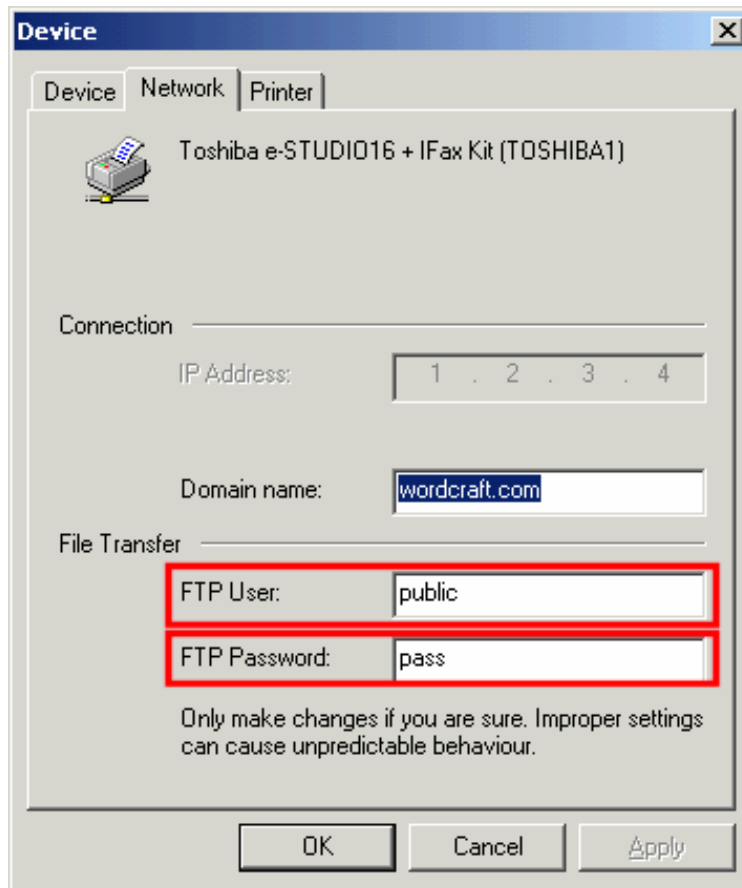 Device
Device Network Printer
Toshiba e-STUDIO16 + IFax Kit (TOSHIBA1)
Connection
IP Address: 1 . 2 . 3 . 4
Domain name: wordcraft.com
File Transfer
FTP User: public
FTP Password: pass
Only make changes if you are sure. Improper settings
can cause unpredictable behaviour.
OK Cancel Apply